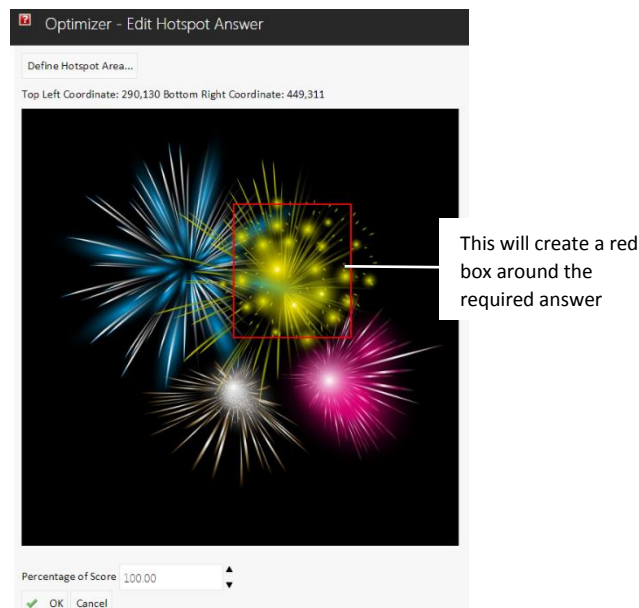 Optimizer - Edit Hotspot Answer
Define Hotspot Area...
Top Left Coordinate: 290,130 Bottom Right Coordinate: 449,311
This will create a red
box around the
required answer
Percentage of Score 100.00
OK Cancel